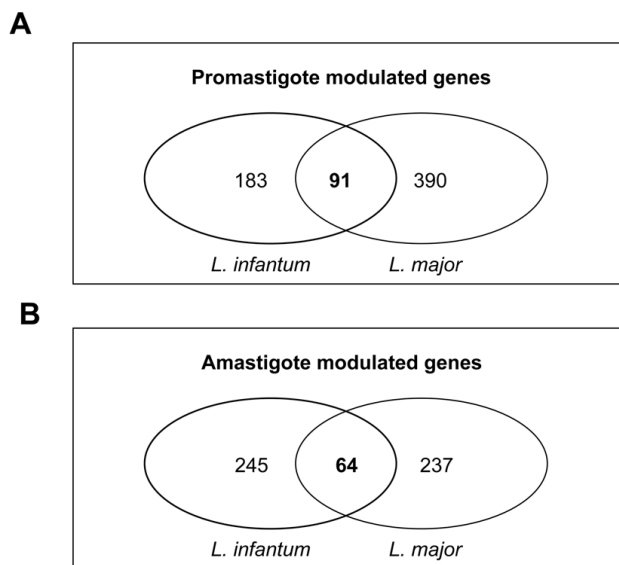 A
Promastigote modulated genes
183 91 390
L. infantum L. major
B
Amastigote modulated genes
245 64 237
L. infantum L. major